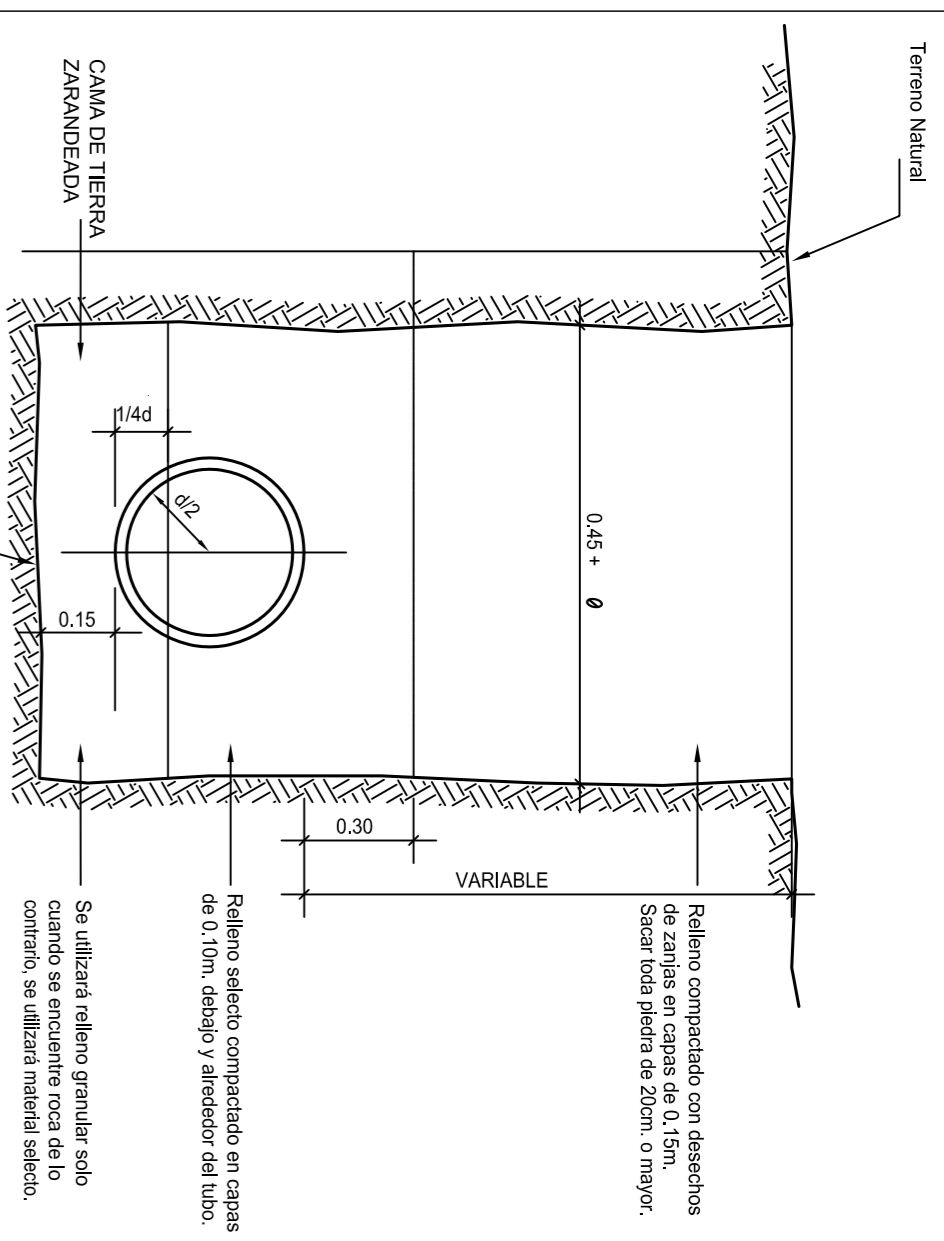 Terreno Natural
0.45 + Ø
Relleno compactado con desechos
de zanjas en capas de 0.15m.
Sacar toda piedra de 20cm. o mayor.
VARIABLE
0.30
Relleno selecto compactado en capas
de 0.10m. debajo y alrededor del tubo.
d/2
1/4d
0.15
CAMA DE TIERRA
ZARANDEADA
Se utilizará relleno granular solo
cuando se encuentre roca de lo
contrario, se utilizará material selecto.